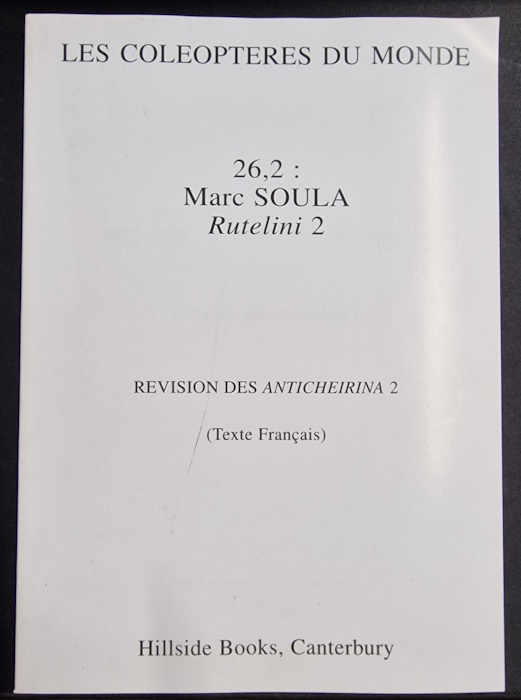 LES COLEOPTERES DU MONDE
26,2 :
Marc SOULA
Rutelini 2
REVISION DES ANTICHEIRINA 2
(Texte Français)
Hillside Books, Canterbury